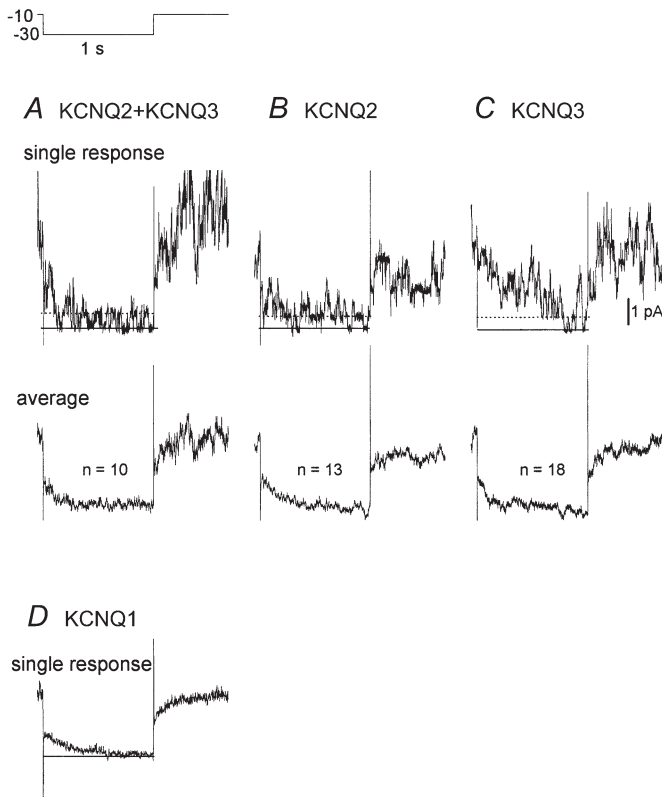 -10
-30
1 s
A KCNQ2+KCNQ3
B KCNQ2
C KCNQ3
single response
1 pA
average
n = 10
n = 13
n = 18
D KCNQ1
single response